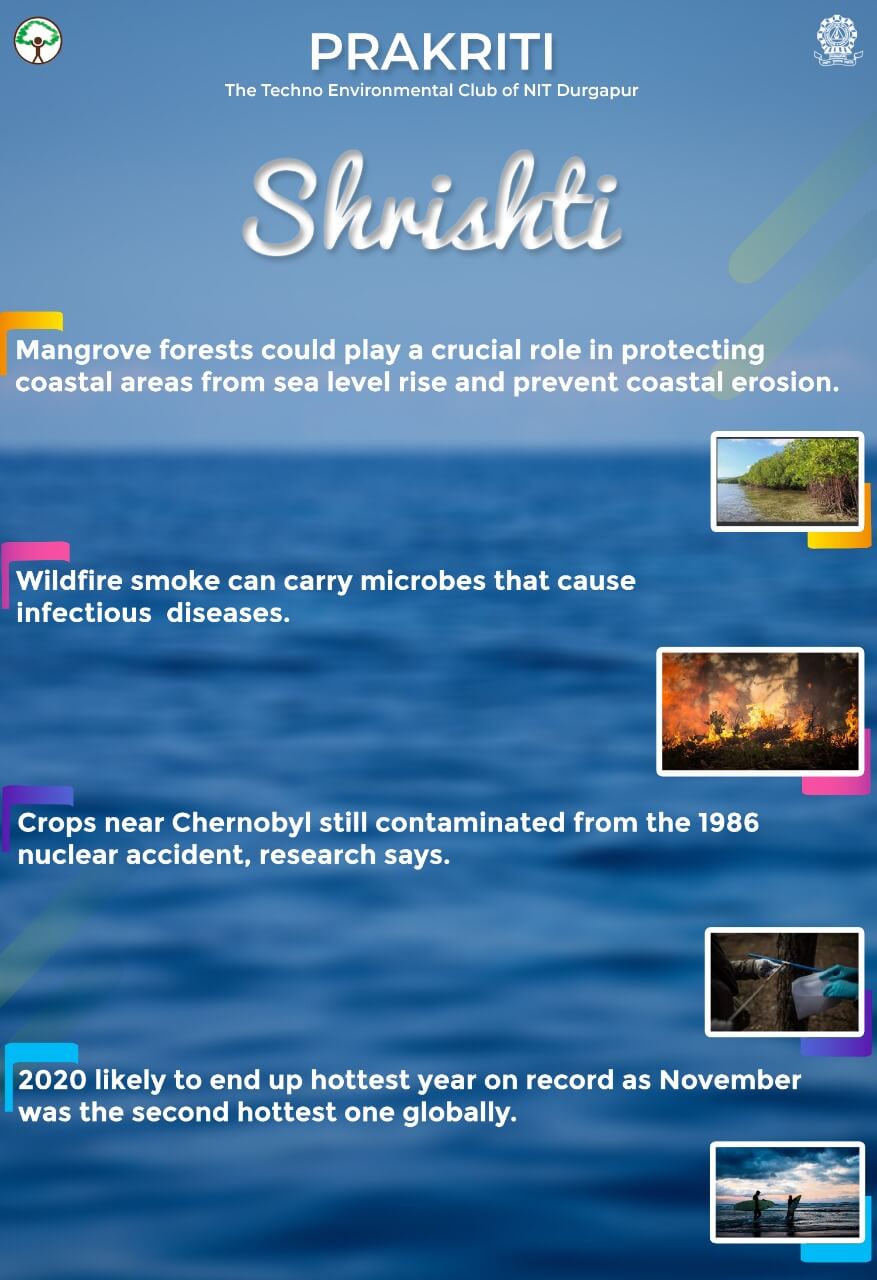 PRAKRITI
The Techno Environmental Club of NIT Durgapur
Shrishti
Mangrove forests could play a crucial role in protecting
coastal areas from sea level rise and prevent coastal erosion.
Wildfire smoke can carry microbes that cause
infectious diseases.
Crops near Chernobyl still contaminated from the 1986
nuclear accident, research says.
2020 likely to end up hottest year on record as November
was the second hottest one globally.